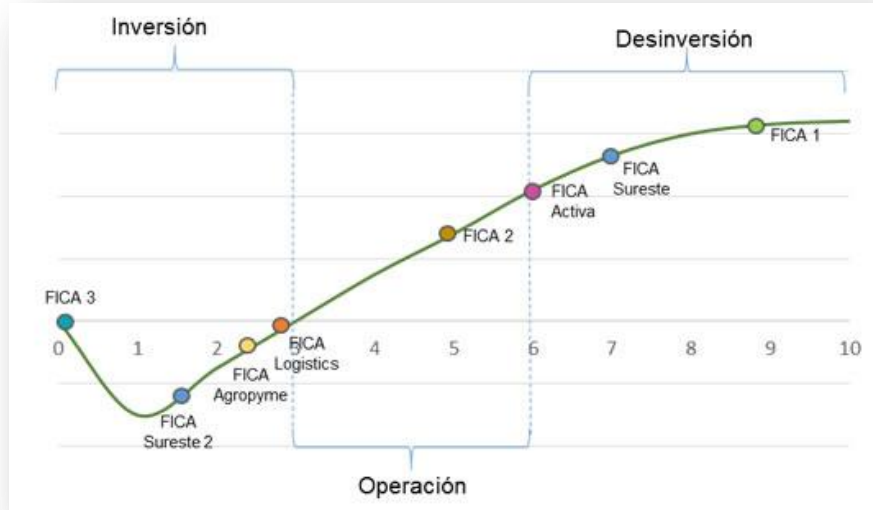 Inversión
Desinversión
FICA 1
FICA
Sureste
FICA
Activa
FICA 2
FICA 3
0 1 2 3 4 5 6 7 8 9 10
FICA
Logistics
FICA
Agropyme
FICA
Sureste 2
Operación